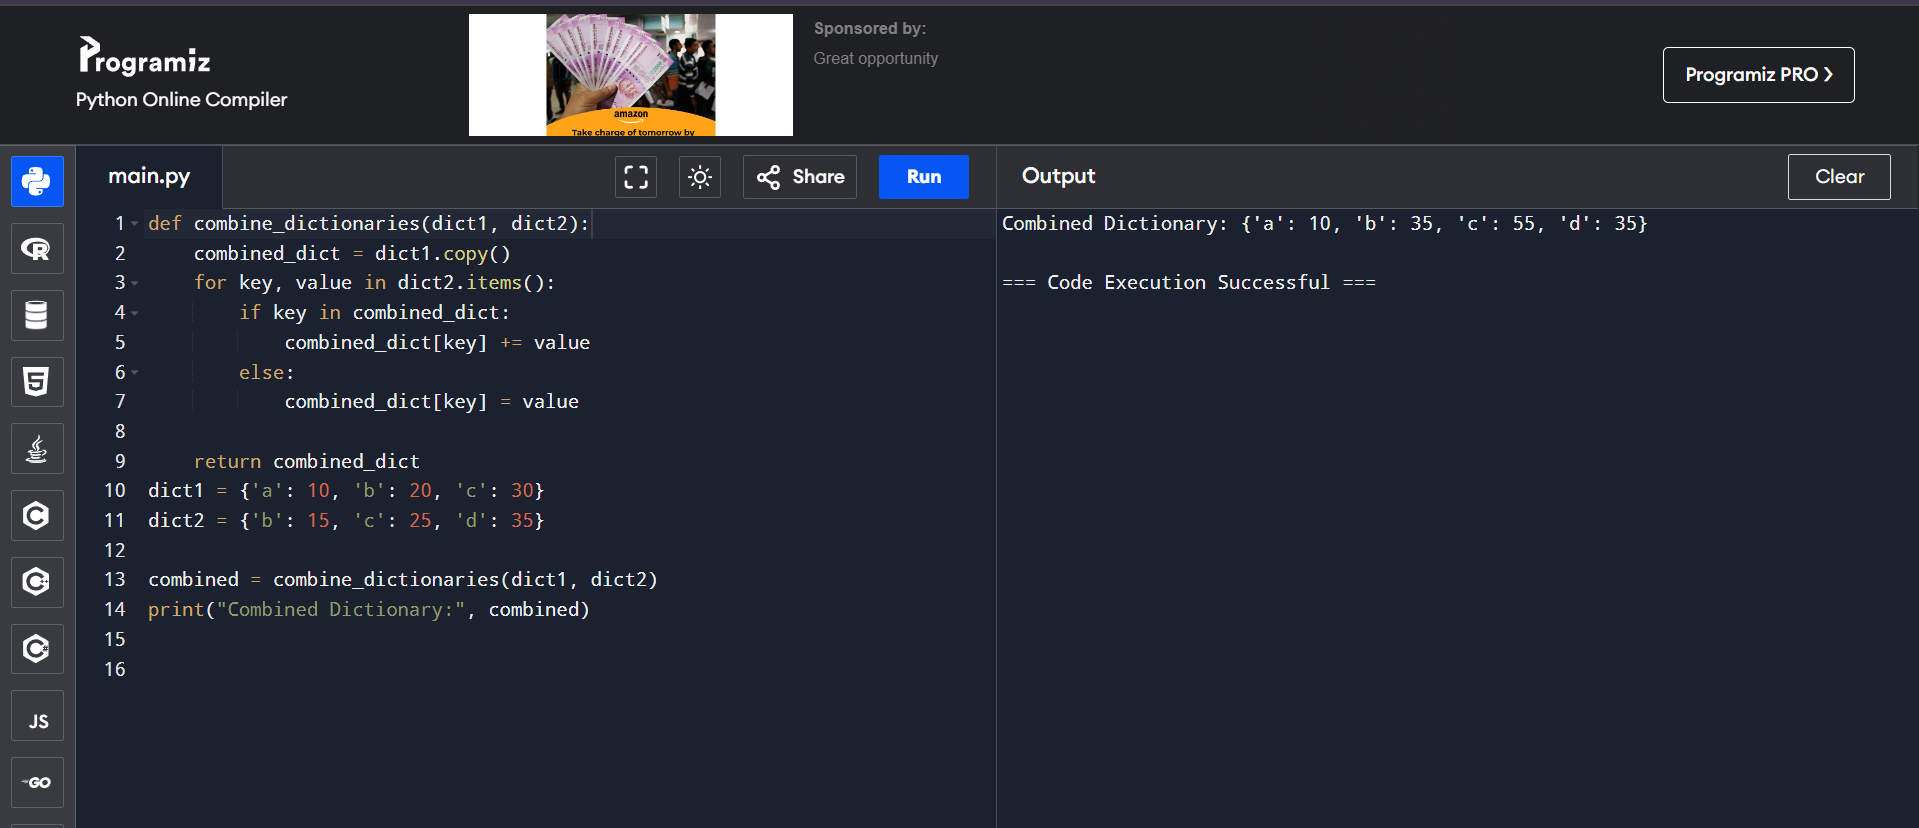 Programiz
Python Online Compiler
amazon
Take charge of tomorrow by
Sponsored by:
Great opportunity
Programiz PRO ❯
main.py
Share
Run
Output
Clear
1 def combine_dictionaries(dict1, dict2):
2     combined_dict = dict1.copy()
3     for key, value in dict2.items():
4         if key in combined_dict:
5             combined_dict[key] += value
6         else:
7             combined_dict[key] = value
8
9     return combined_dict
10 dict1 = {'a': 10, 'b': 20, 'c': 30}
11 dict2 = {'b': 15, 'c': 25, 'd': 35}
12
13 combined = combine_dictionaries(dict1, dict2)
14 print("Combined Dictionary:", combined)
15
16
Combined Dictionary: {'a': 10, 'b': 35, 'c': 55, 'd': 35}
=== Code Execution Successful ===
R
5
C
C++
C#
JS
GO